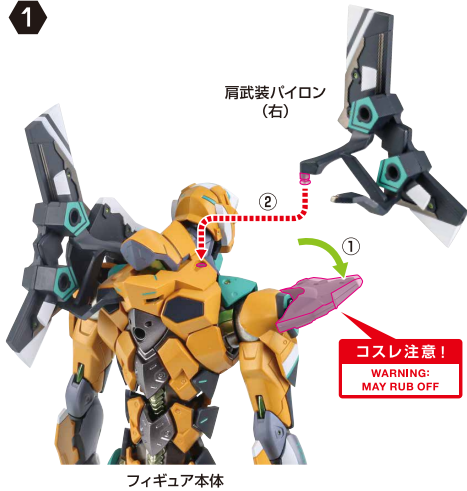 1
肩武装パイロン
（右）
②
①
コスレ注意！
WARNING:
MAY RUB OFF
フィギュア本体